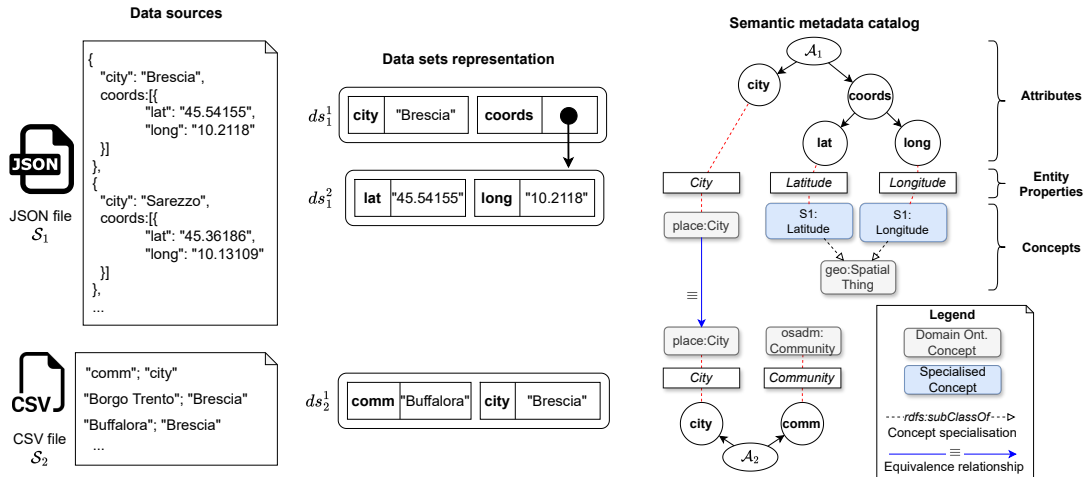 Data sources
{
"city": "Brescia",
coords:[{
"lat": "45.54155",
"long": "10.2118"
}]
},
{
"city": "Sarezzo",
coords:[{
"lat": "45.36186",
"long": "10.13109"
}]
},
...
JSON
JSON file
S₁
"comm"; "city"
"Borgo Trento"; "Brescia"
"Buffalora"; "Brescia"
...
CSV
CSV file
S₂
Data sets representation
ds₁¹ city "Brescia" coords
ds₁² lat "45.54155" long "10.2118"
ds₂¹ comm "Buffalora" city "Brescia"
Semantic metadata catalog
A₁
city
coords
lat long
Attributes
City Latitude Longitude
Entity
Properties
place:City
S1:
Latitude
S1:
Longitude
geo:Spatial
Thing
Concepts
≡
place:City
osadm:
Community
City Community
city comm
A₂
Legend
Domain Ont.
Concept
Specialised
Concept
rdfs:subClassOf
Concept specialisation
≡
Equivalence relationship